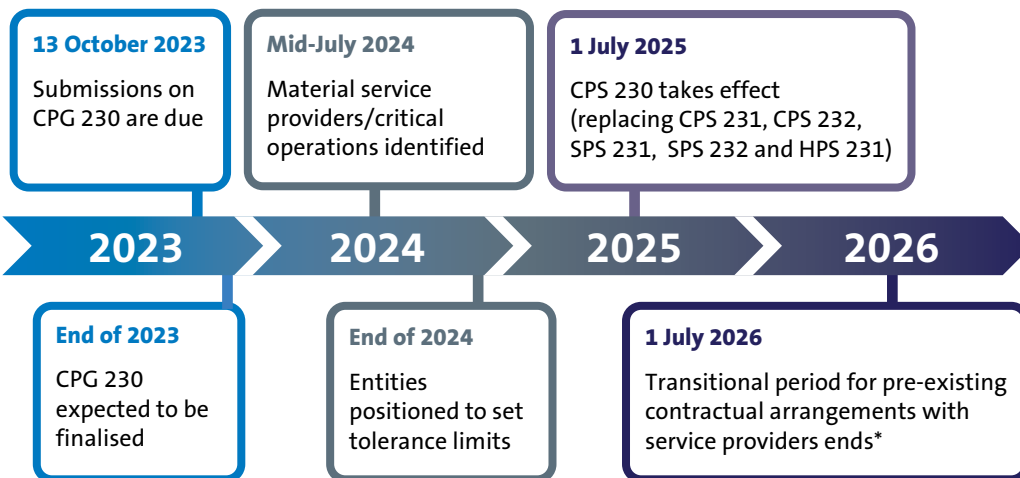 13 October 2023
Submissions on
CPG 230 are due
Mid-July 2024
Material service
providers/critical
operations identified
1 July 2025
CPS 230 takes effect
(replacing CPS 231, CPS 232,
SPS 231, SPS 232 and HPS 231)
2023
2024
2025
2026
End of 2023
CPG 230
expected to be
finalised
End of 2024
Entities
positioned to set
tolerance limits
1 July 2026
Transitional period for pre-existing
contractual arrangements with
service providers ends*